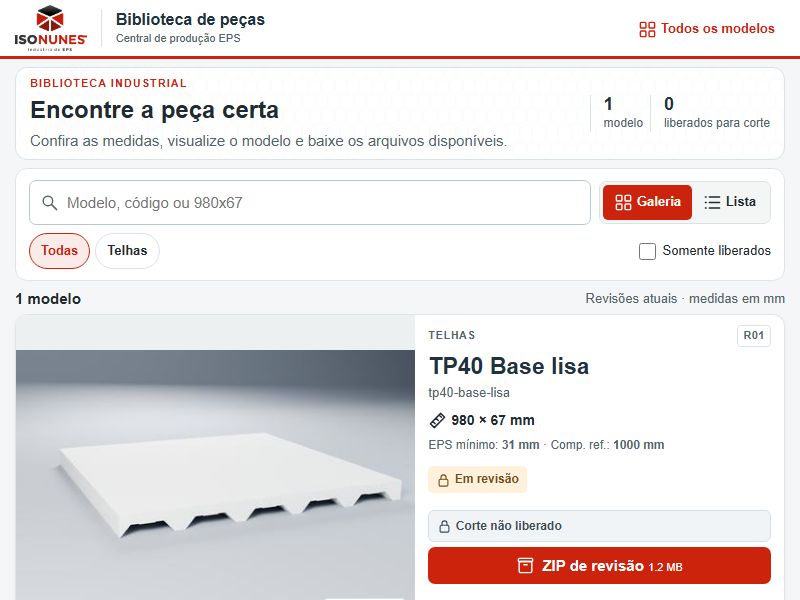 ISONUNES
Indústria de EPS
Biblioteca de peças
Central de produção EPS
Todos os modelos
BIBLIOTECA INDUSTRIAL
Encontre a peça certa
Confira as medidas, visualize o modelo e baixe os arquivos disponíveis.
1
modelo
0
liberados para corte
Modelo, código ou 980x67
Galeria
Lista
Todas
Telhas
Somente liberados
1 modelo
Revisões atuais · medidas em mm
TELHAS
R01
TP40 Base lisa
tp40-base-lisa
980 × 67 mm
EPS mínimo: 31 mm · Comp. ref.: 1000 mm
Em revisão
Corte não liberado
ZIP de revisão 1.2 MB